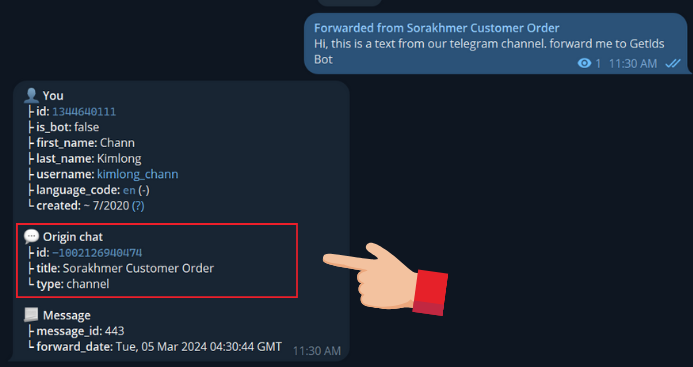 Forwarded from Sorakhmer Customer Order
Hi, this is a text from our telegram channel. forward me to GetIds
Bot
1 11:30 AM
You
id: 1344640111
is_bot: false
first_name: Chann
last_name: Kimlong
username: kimlong_chann
language_code: en (-)
created: ~ 7/2020 (?)
Origin chat
id: -1002126940474
title: Sorakhmer Customer Order
type: channel
Message
message_id: 443
forward_date: Tue, 05 Mar 2024 04:30:44 GMT
11:30 AM